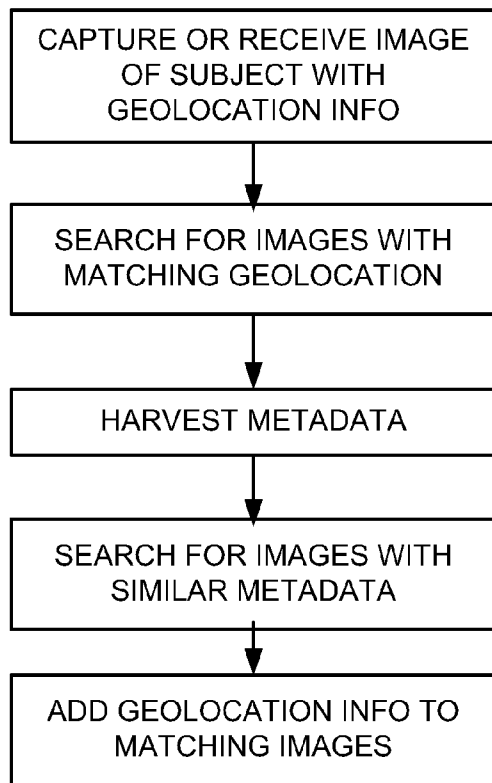 CAPTURE OR RECEIVE IMAGE
OF SUBJECT WITH
GEOLOCATION INFO
SEARCH FOR IMAGES WITH
MATCHING GEOLOCATION
HARVEST METADATA
SEARCH FOR IMAGES WITH
SIMILAR METADATA
ADD GEOLOCATION INFO TO
MATCHING IMAGES